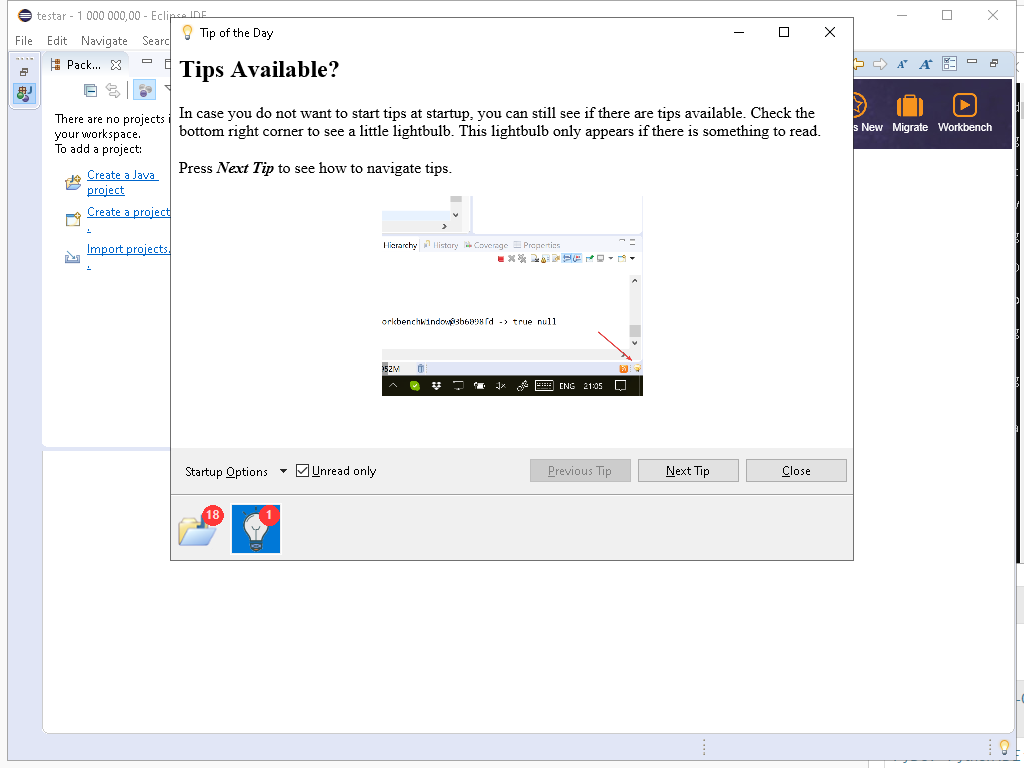 testar - 1 000 000,00 - Eclipse IDE
File Edit Navigate Searc
Tip of the Day
Pack...
Tips Available?
In case you do not want to start tips at startup, you can still see if there are tips available. Check the
bottom right corner to see a little lightbulb. This lightbulb only appears if there is something to read.
Press Next Tip to see how to navigate tips.
There are no projects i
your workspace.
To add a project:
Create a Java
project
Create a project
.
Import projects.
.
s New Migrate Workbench
Hierarchy History Coverage Properties
-> true null
52M
ENG 21:05
Startup Options Unread only Previous Tip Next Tip Close
18 1